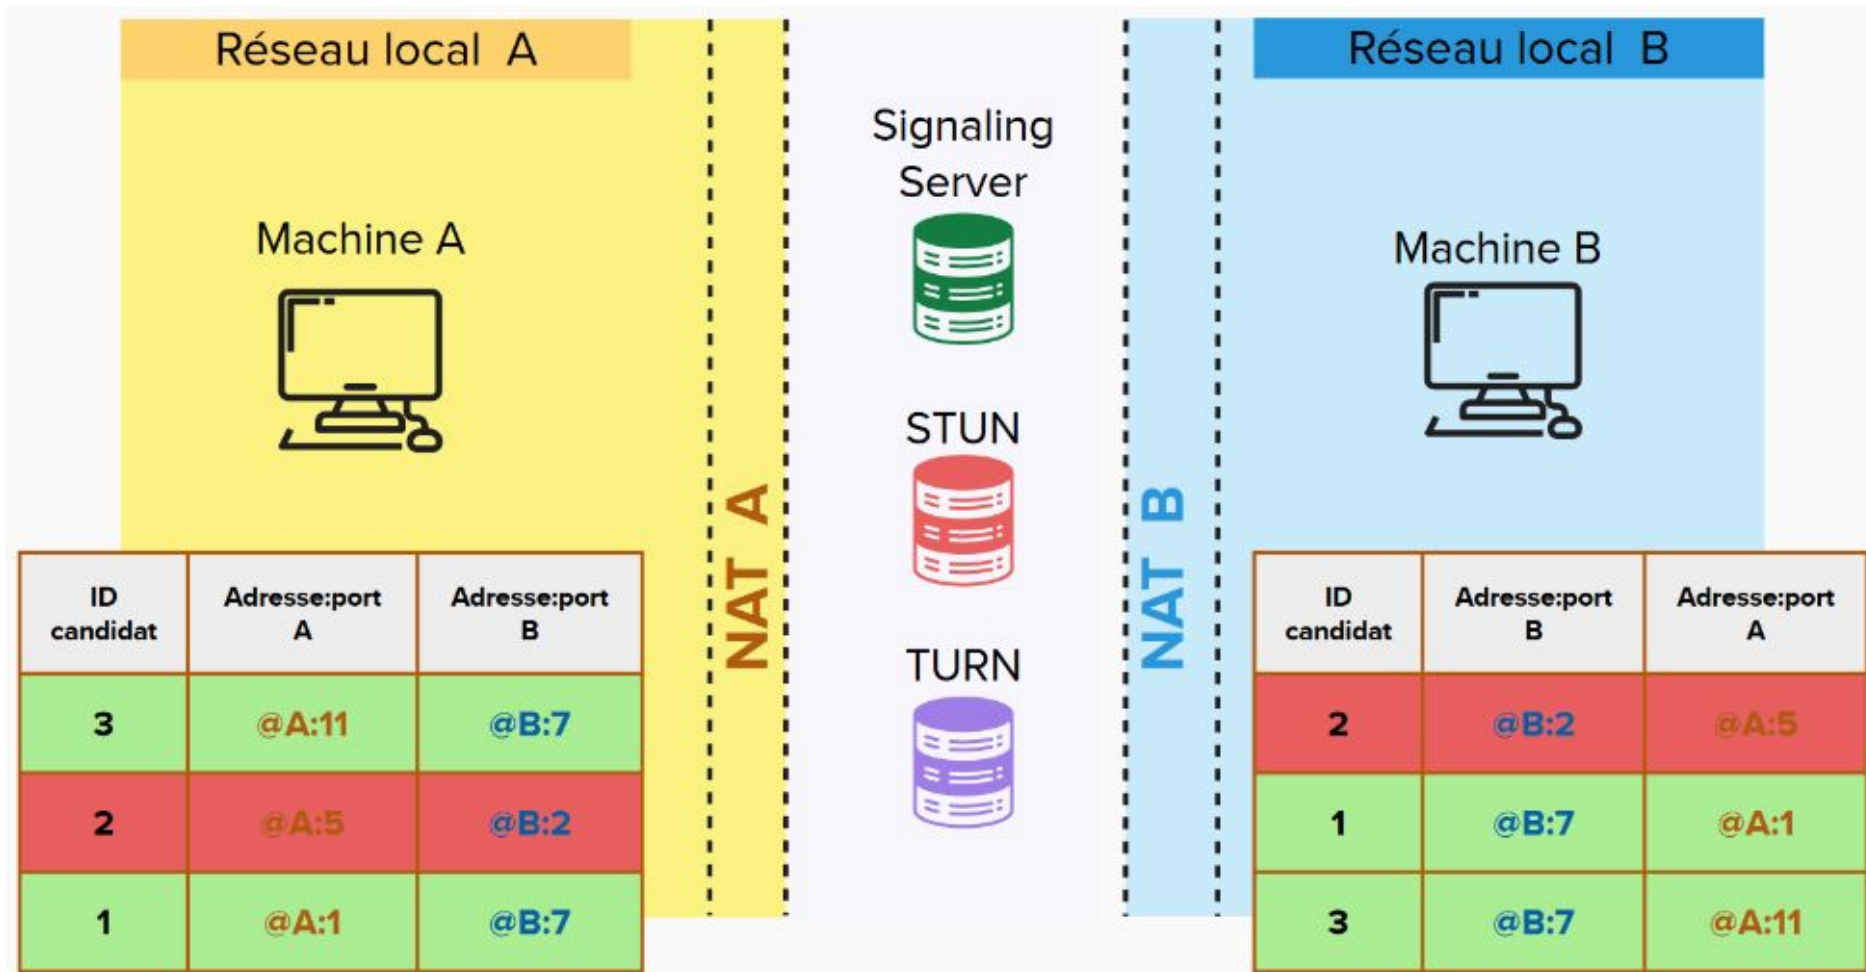 Réseau local A
Réseau local B
Signaling
Server
Machine A
Machine B
STUN
TURN
NAT A
NAT B
ID
candidat
Adresse:port
A
Adresse:port
B
3
@A:11
@B:7
2
@A:5
@B:2
1
@A:1
@B:7
ID
candidat
Adresse:port
B
Adresse:port
A
2
@B:2
@A:5
1
@B:7
@A:1
3
@B:7
@A:11